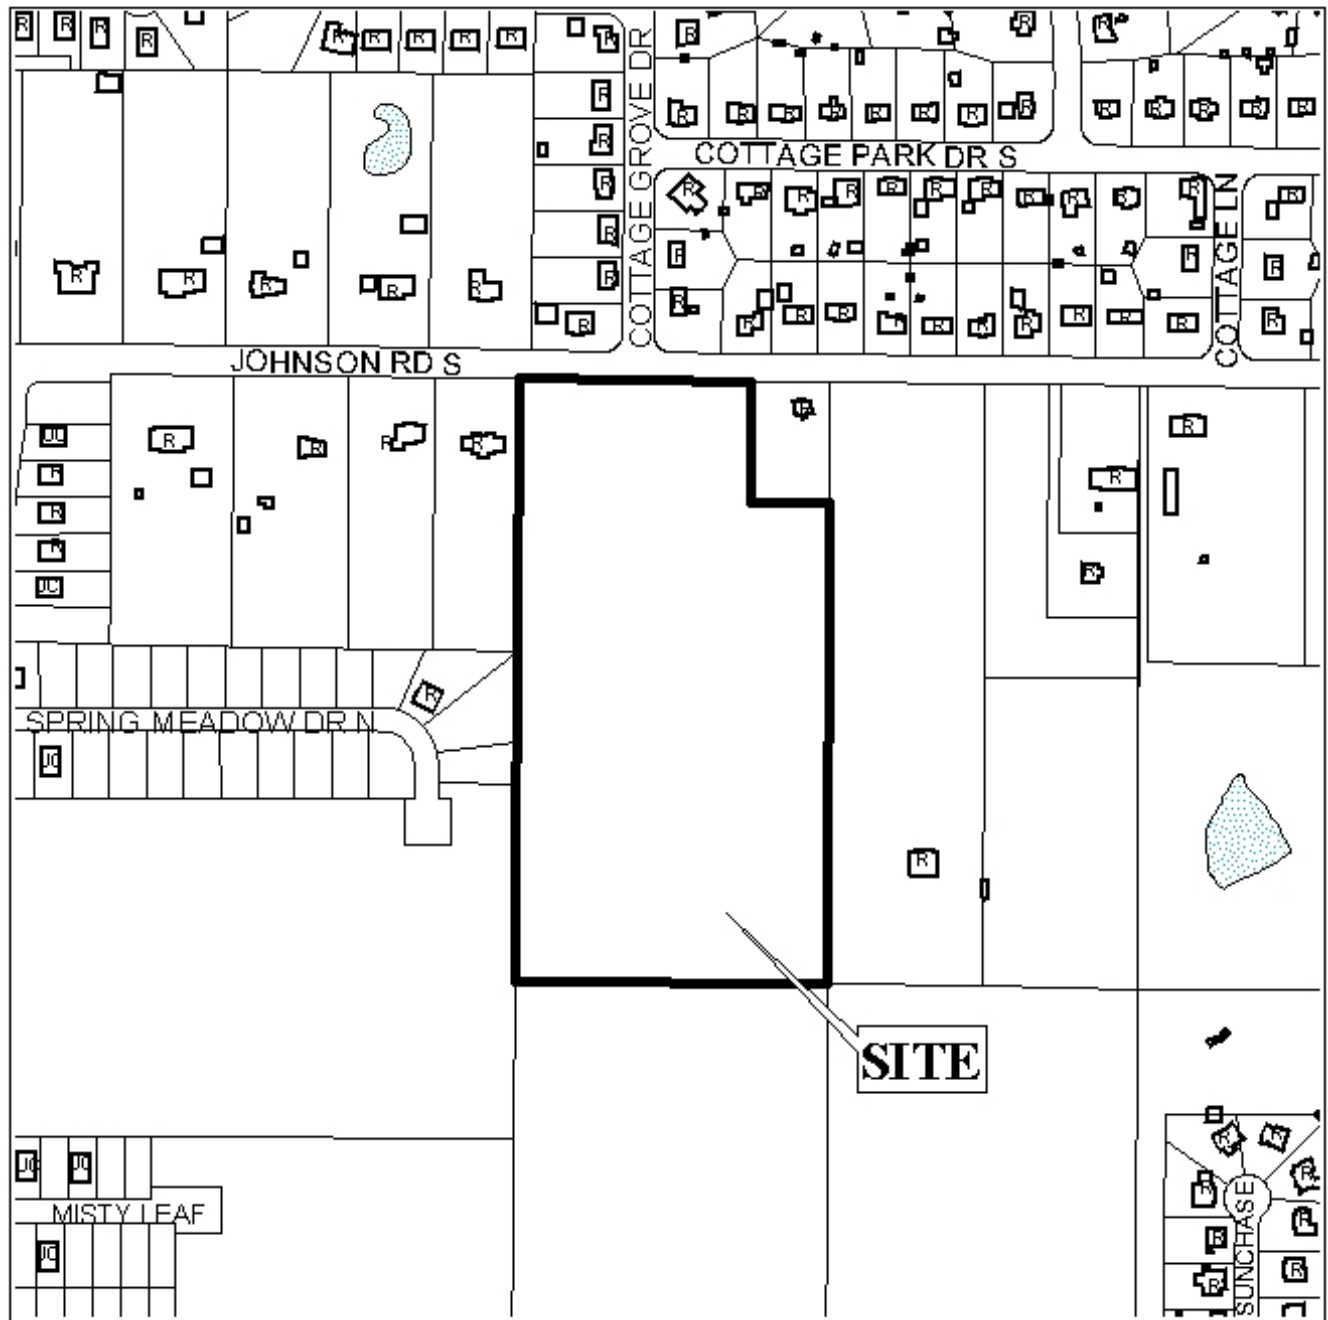 COTTAGE GROVE DR
COTTAGE PARK DR S
COTTAGE LN
JOHNSON RD S
SPRING MEADOW DR N
SITE
MISTY LEAF
SUNCHASE